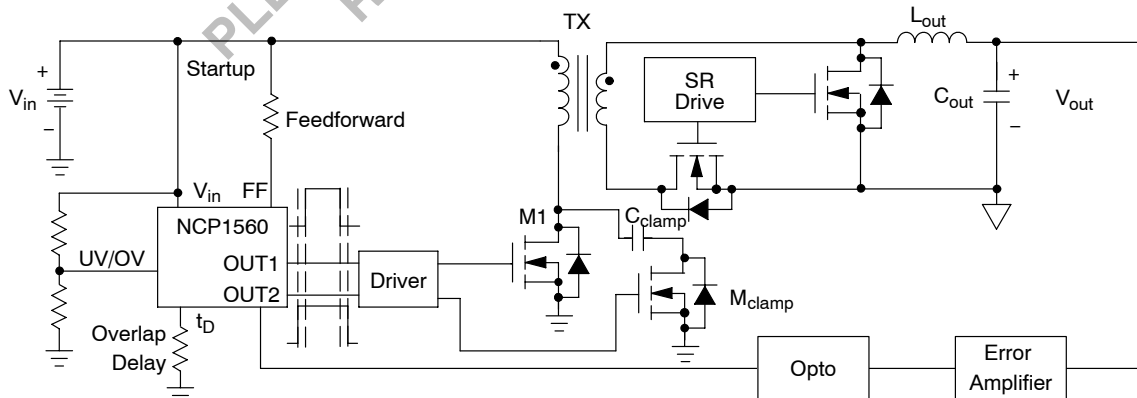 PLE
TX
Lout
Startup
+
Vin
−
Feedforward
SR
Drive
Cout
+
−
Vout
Vin FF
NCP1560
UV/OV
OUT1
OUT2
tD
Overlap
Delay
Driver
M1
Cclamp
Mclamp
Opto
Error
Amplifier